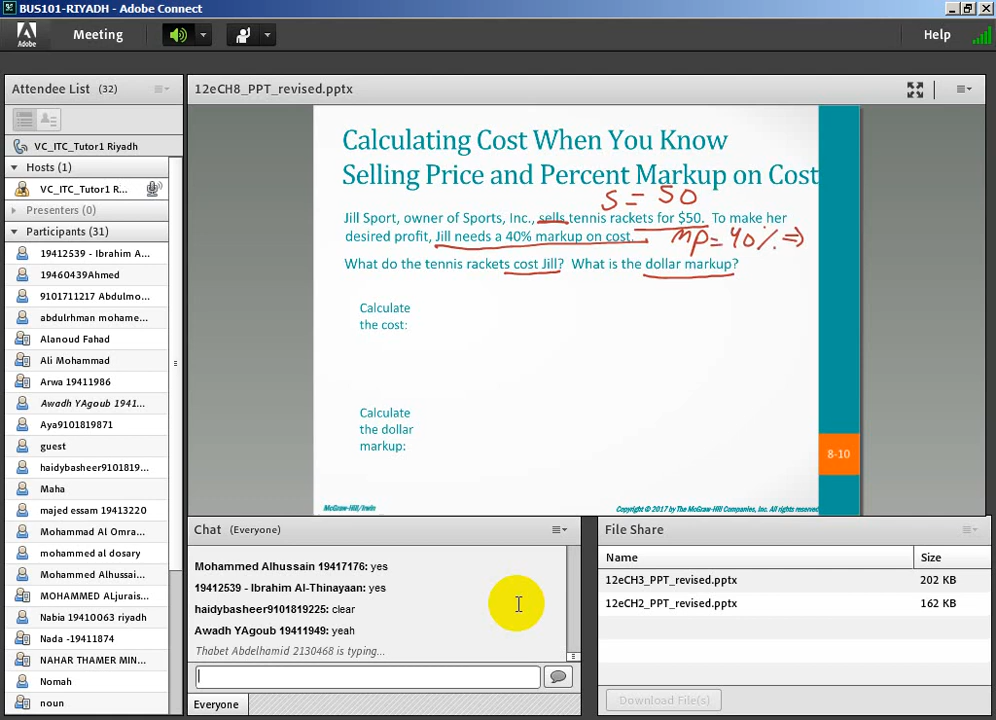 BUS101-RIYADH - Adobe Connect
Adobe
Meeting
Help
Attendee List (32)
VC_ITC_Tutor1 Riyadh
Hosts (1)
VC_ITC_Tutor1 R...
Presenters (0)
Participants (31)
19412539 - Ibrahim A...
19460439Ahmed
9101711217 Abdulmo...
abdulrhman mohame...
Alanoud Fahad
Ali Mohammad
Arwa 19411986
Awadh YAgoub 1941...
Aya9101819871
guest
haidybasheer9101819...
Maha
majed essam 19413220
Mohammad Al Omra...
mohammed al dosary
Mohammed Alhussai...
MOHAMMED ALjurais...
Nabia 19410063 riyadh
Nada -19411874
NAHAR THAMER MIN...
Nomah
noun
12eCH8_PPT_revised.pptx
Calculating Cost When You Know
Selling Price and Percent Markup on Cost
S = 50
Jill Sport, owner of Sports, Inc., sells tennis rackets for $50. To make her
desired profit, Jill needs a 40% markup on cost.
MP = 40% ⇒
What do the tennis rackets cost Jill? What is the dollar markup?
Calculate
the cost:
Calculate
the dollar
markup:
8-10
McGraw-Hill/Irwin
Copyright © 2017 by The McGraw-Hill Companies, Inc. All rights reserved.
Chat (Everyone)
Mohammed Alhussain 19417176: yes
19412539 - Ibrahim Al-Thinayaan: yes
haidybasheer9101819225: clear
Awadh YAgoub 19411949: yeah
Thabet Abdelhamid 2130468 is typing...
Everyone
File Share
Name Size
12eCH3_PPT_revised.pptx 202 KB
12eCH2_PPT_revised.pptx 162 KB
Download File(s)